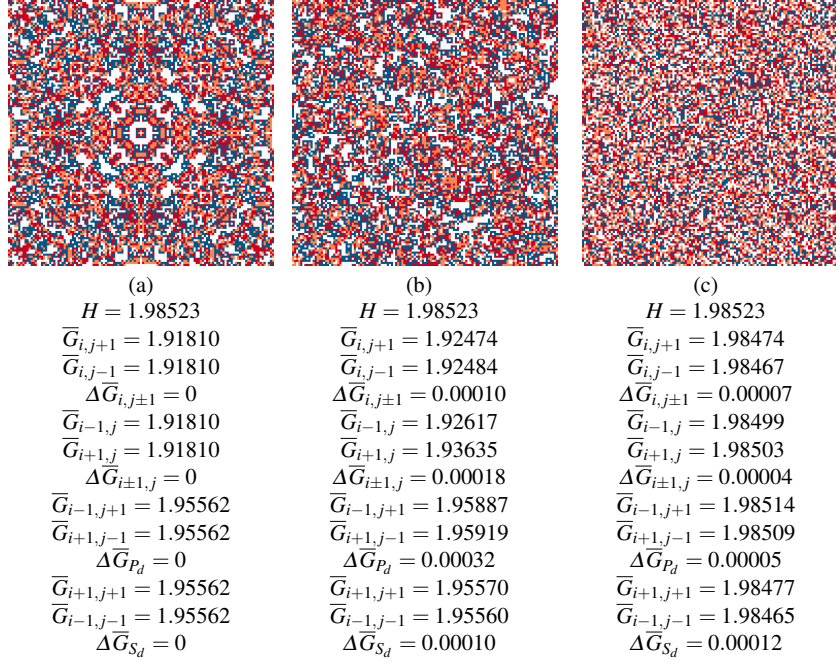 (a) (b) (c)
H = 1.98523 H = 1.98523 H = 1.98523
G̅_{i,j+1} = 1.91810 G̅_{i,j+1} = 1.92474 G̅_{i,j+1} = 1.98474
G̅_{i,j−1} = 1.91810 G̅_{i,j−1} = 1.92484 G̅_{i,j−1} = 1.98467
ΔG̅_{i,j±1} = 0 ΔG̅_{i,j±1} = 0.00010 ΔG̅_{i,j±1} = 0.00007
G̅_{i−1,j} = 1.91810 G̅_{i−1,j} = 1.92617 G̅_{i−1,j} = 1.98499
G̅_{i+1,j} = 1.91810 G̅_{i+1,j} = 1.93635 G̅_{i+1,j} = 1.98503
ΔG̅_{i±1,j} = 0 ΔG̅_{i±1,j} = 0.00018 ΔG̅_{i±1,j} = 0.00004
G̅_{i−1,j+1} = 1.95562 G̅_{i−1,j+1} = 1.95887 G̅_{i−1,j+1} = 1.98514
G̅_{i+1,j−1} = 1.95562 G̅_{i+1,j−1} = 1.95919 G̅_{i+1,j−1} = 1.98509
ΔG̅_{P_d} = 0 ΔG̅_{P_d} = 0.00032 ΔG̅_{P_d} = 0.00005
G̅_{i+1,j+1} = 1.95562 G̅_{i+1,j+1} = 1.95570 G̅_{i+1,j+1} = 1.98477
G̅_{i−1,j−1} = 1.95562 G̅_{i−1,j−1} = 1.95560 G̅_{i−1,j−1} = 1.98465
ΔG̅_{S_d} = 0 ΔG̅_{S_d} = 0.00010 ΔG̅_{S_d} = 0.00012